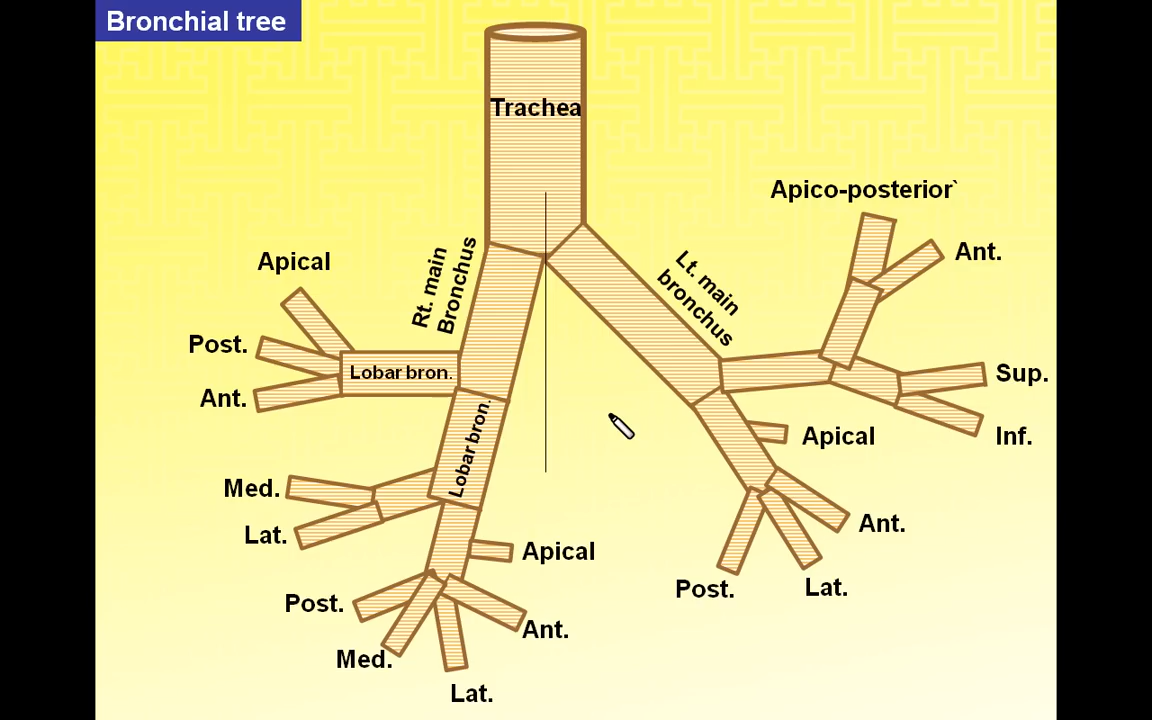 Bronchial tree
Trachea
Apico-posterior`
Ant.
Apical
Rt. main
Bronchus
Lt. main
bronchus
Post.
Lobar bron.
Ant.
Sup.
Inf.
Lobar bron.
Apical
Med.
Lat.
Ant.
Apical
Post.
Lat.
Post.
Ant.
Med.
Lat.